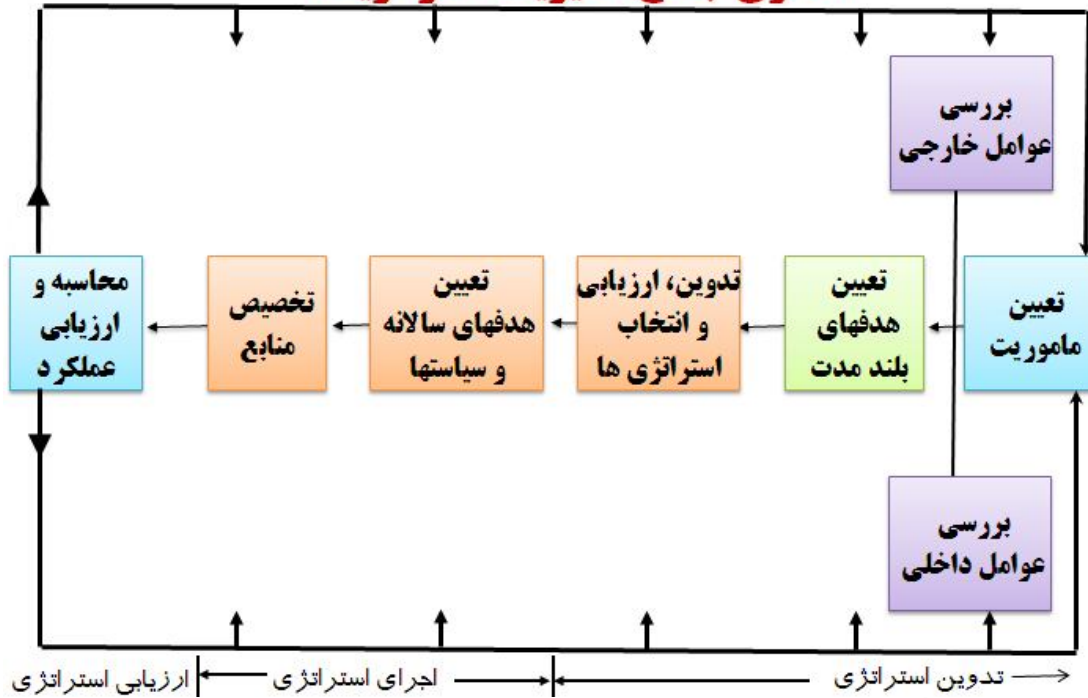 بررسی
عوامل خارجی
تعیین
ماموریت
تعیین
هدفهای
بلند مدت
تدوین، ارزیابی
و انتخاب
استراتژی ها
تعیین
هدفهای سالانه
و سیاستها
تخصیص
منابع
محاسبه و
ارزیابی
عملکرد
بررسی
عوامل داخلی
تدوین استراتژی
اجرای استراتژی
ارزیابی استراتژی